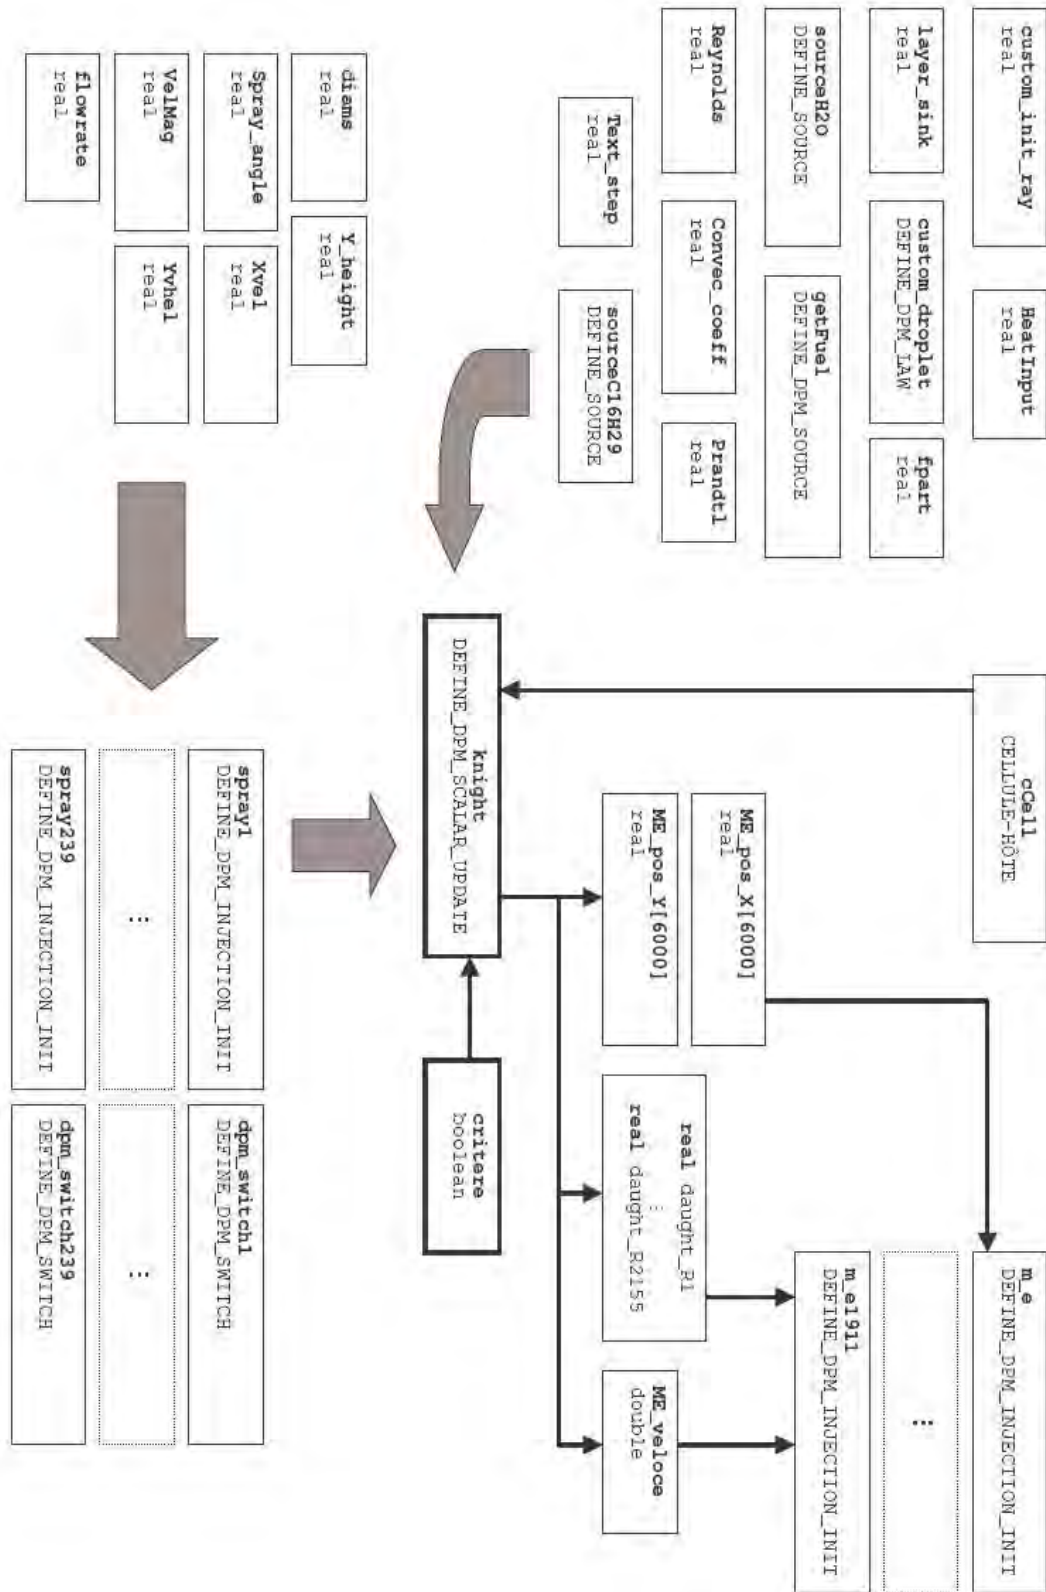 custom_init_ray
real
HeatInput
real
layer_sink
real
custom_droplet
DEFINE_DPM_LAW
fpart
real
sourceH2O
DEFINE_SOURCE
getFuel
DEFINE_DPM_SOURCE
Reynolds
real
Convec_coeff
real
Prandtl
real
Text_step
real
sourceC16H29
DEFINE_SOURCE
cCell
CELLULE-HÔTE
m_e
DEFINE_DPM_INJECTION_INIT
...
m_e1911
DEFINE_DPM_INJECTION_INIT
ME_pos_X[6000]
real
ME_pos_Y[6000]
real
real daught_R1
...
real daught_R2155
ME_veloce
double
knight
DEFINE_DPM_SCALAR_UPDATE
critere
boolean
diams
real
Y_height
real
Spray_angle
real
Xvel
real
VelMag
real
Yvhel
real
flowrate
real
spray1
DEFINE_DPM_INJECTION_INIT
dpm_switch1
DEFINE_DPM_SWITCH
...
...
spray239
DEFINE_DPM_INJECTION_INIT
dpm_switch239
DEFINE_DPM_SWITCH